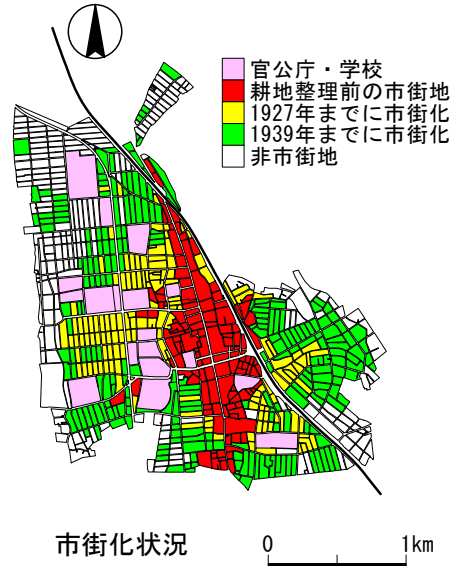 官公庁・学校
耕地整理前の市街地
1927年までに市街化
1939年までに市街化
非市街地
市街化状況
0 1km